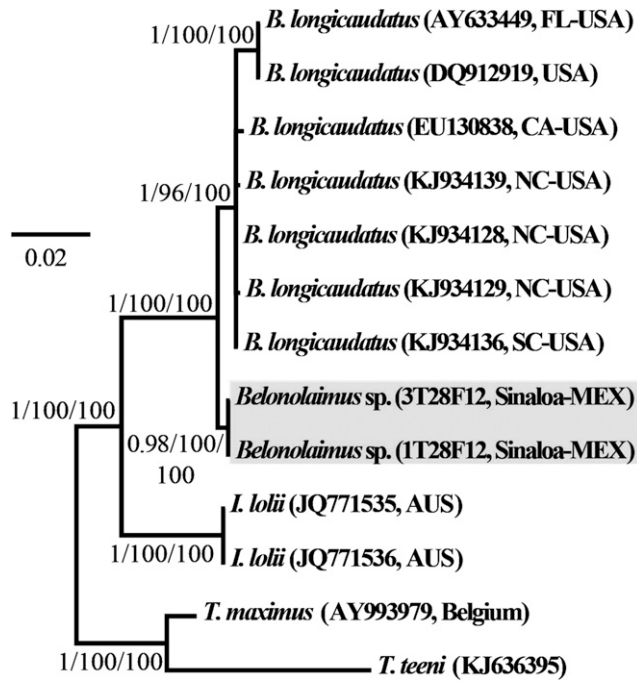 B. longicaudatus (AY633449, FL-USA)
1/100/100
B. longicaudatus (DQ912919, USA)
B. longicaudatus (EU130838, CA-USA)
B. longicaudatus (KJ934139, NC-USA)
1/96/100
B. longicaudatus (KJ934128, NC-USA)
0.02
B. longicaudatus (KJ934129, NC-USA)
1/100/100
B. longicaudatus (KJ934136, SC-USA)
Belonolaimus sp. (3T28F12, Sinaloa-MEX)
1/100/100
0.98/100/
100
Belonolaimus sp. (1T28F12, Sinaloa-MEX)
I. lolii (JQ771535, AUS)
1/100/100
I. lolii (JQ771536, AUS)
T. maximus (AY993979, Belgium)
1/100/100
T. teeni (KJ636395)